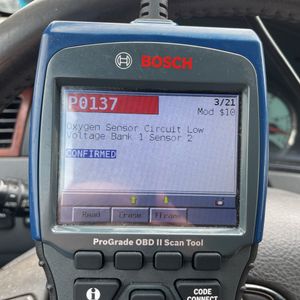 BOSCH
P0137 3/21
Mod $10
Oxygen Sensor Circuit Low
Voltage Bank 1 Sensor 2
CONFIRMED
Read Erase FFrame
ProGrade OBD II Scan Tool
CODE
CONNECT
i